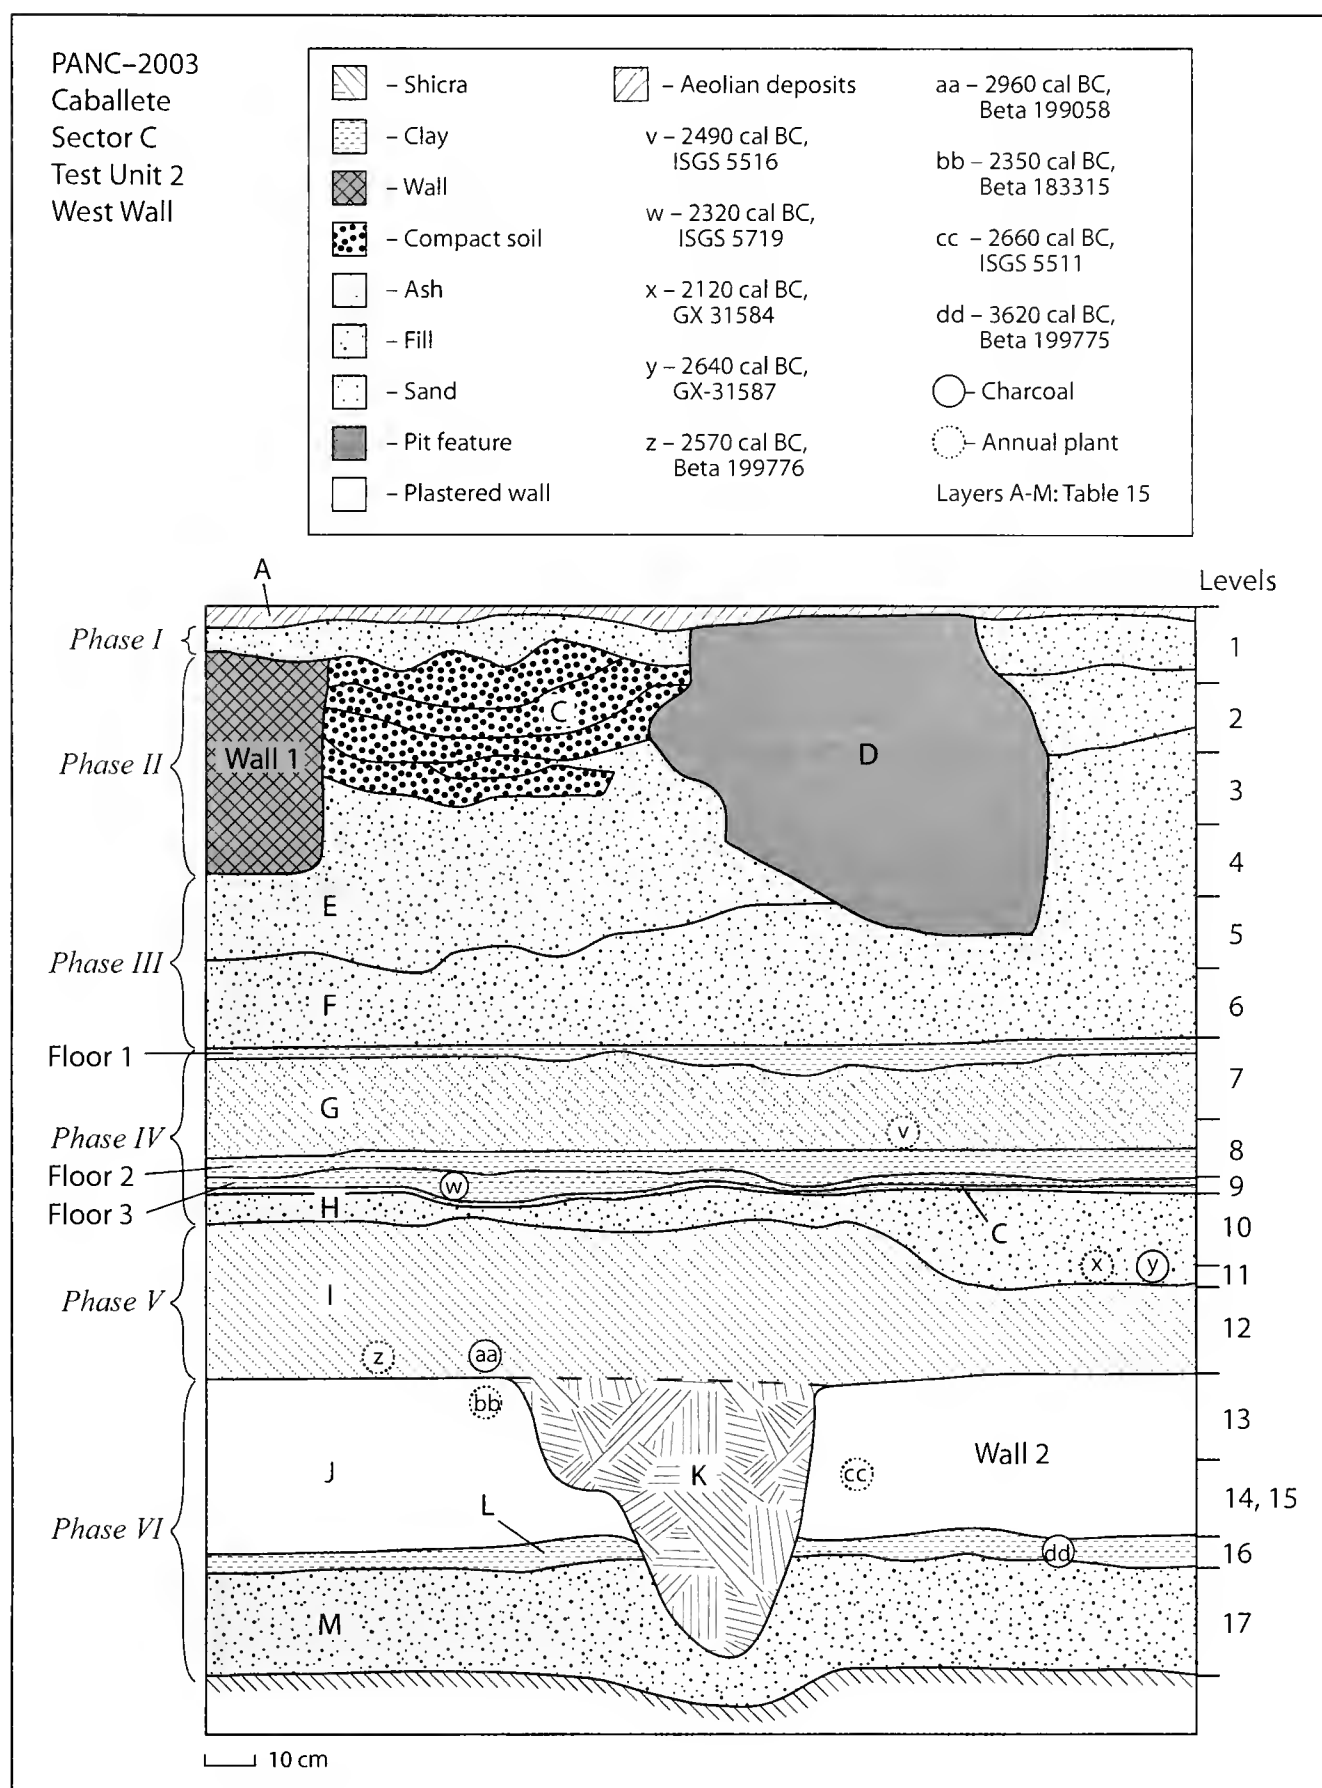 PANC–2003
Caballete
Sector C
Test Unit 2
West Wall
– Shicra
– Clay
– Wall
– Compact soil
– Ash
– Fill
– Sand
– Pit feature
– Plastered wall
– Aeolian deposits
v – 2490 cal BC,
ISGS 5516
w – 2320 cal BC,
ISGS 5719
x – 2120 cal BC,
GX 31584
y – 2640 cal BC,
GX-31587
z – 2570 cal BC,
Beta 199776
aa – 2960 cal BC,
Beta 199058
bb – 2350 cal BC,
Beta 183315
cc – 2660 cal BC,
ISGS 5511
dd – 3620 cal BC,
Beta 199775
– Charcoal
– Annual plant
Layers A-M: Table 15
A
Levels
Phase I
1
C
2
Wall 1
D
Phase II
3
4
E
5
Phase III
F
6
Floor 1
7
G
v
Phase IV
8
Floor 2
w
9
Floor 3
H
C
10
x
y
11
Phase V
I
12
z
aa
bb
13
J
K
cc
Wall 2
L
14, 15
Phase VI
dd
16
M
17
10 cm